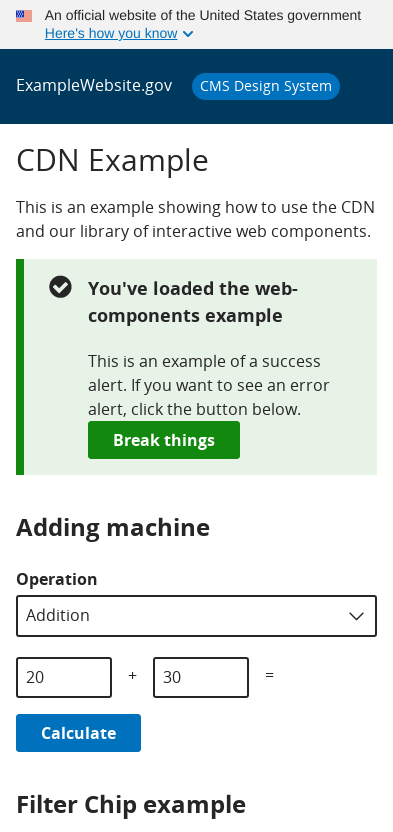 An official website of the United States government
Here's how you know
ExampleWebsite.gov CMS Design System
CDN Example
This is an example showing how to use the CDN
and our library of interactive web components.
You've loaded the web-
components example
This is an example of a success
alert. If you want to see an error
alert, click the button below.
Break things
Adding machine
Operation
Addition
20 + 30 =
Calculate
Filter Chip example